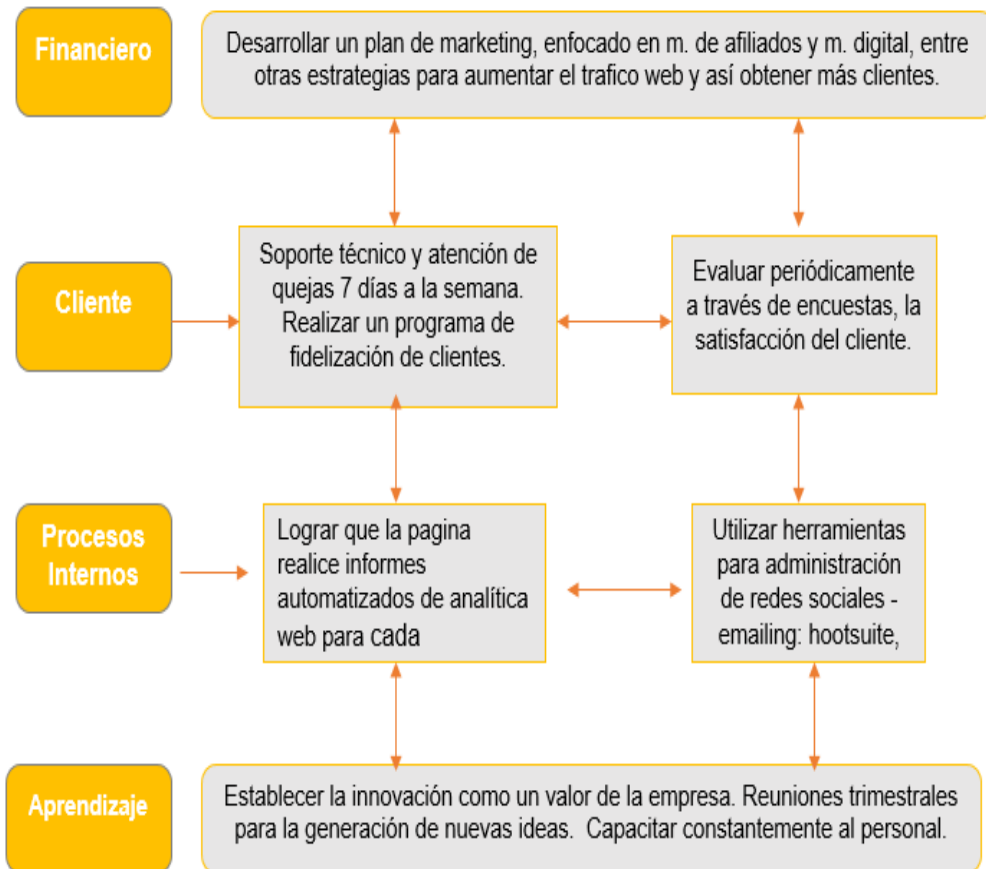 Financiero
Desarrollar un plan de marketing, enfocado en m. de afiliados y m. digital, entre
otras estrategias para aumentar el trafico web y así obtener más clientes.
Cliente
Soporte técnico y atención de
quejas 7 días a la semana.
Realizar un programa de
fidelización de clientes.
Evaluar periódicamente
a través de encuestas, la
satisfacción del cliente.
Procesos
Internos
Lograr que la pagina
realice informes
automatizados de analítica
web para cada
Utilizar herramientas
para administración
de redes sociales -
emailing: hootsuite,
Aprendizaje
Establecer la innovación como un valor de la empresa. Reuniones trimestrales
para la generación de nuevas ideas. Capacitar constantemente al personal.